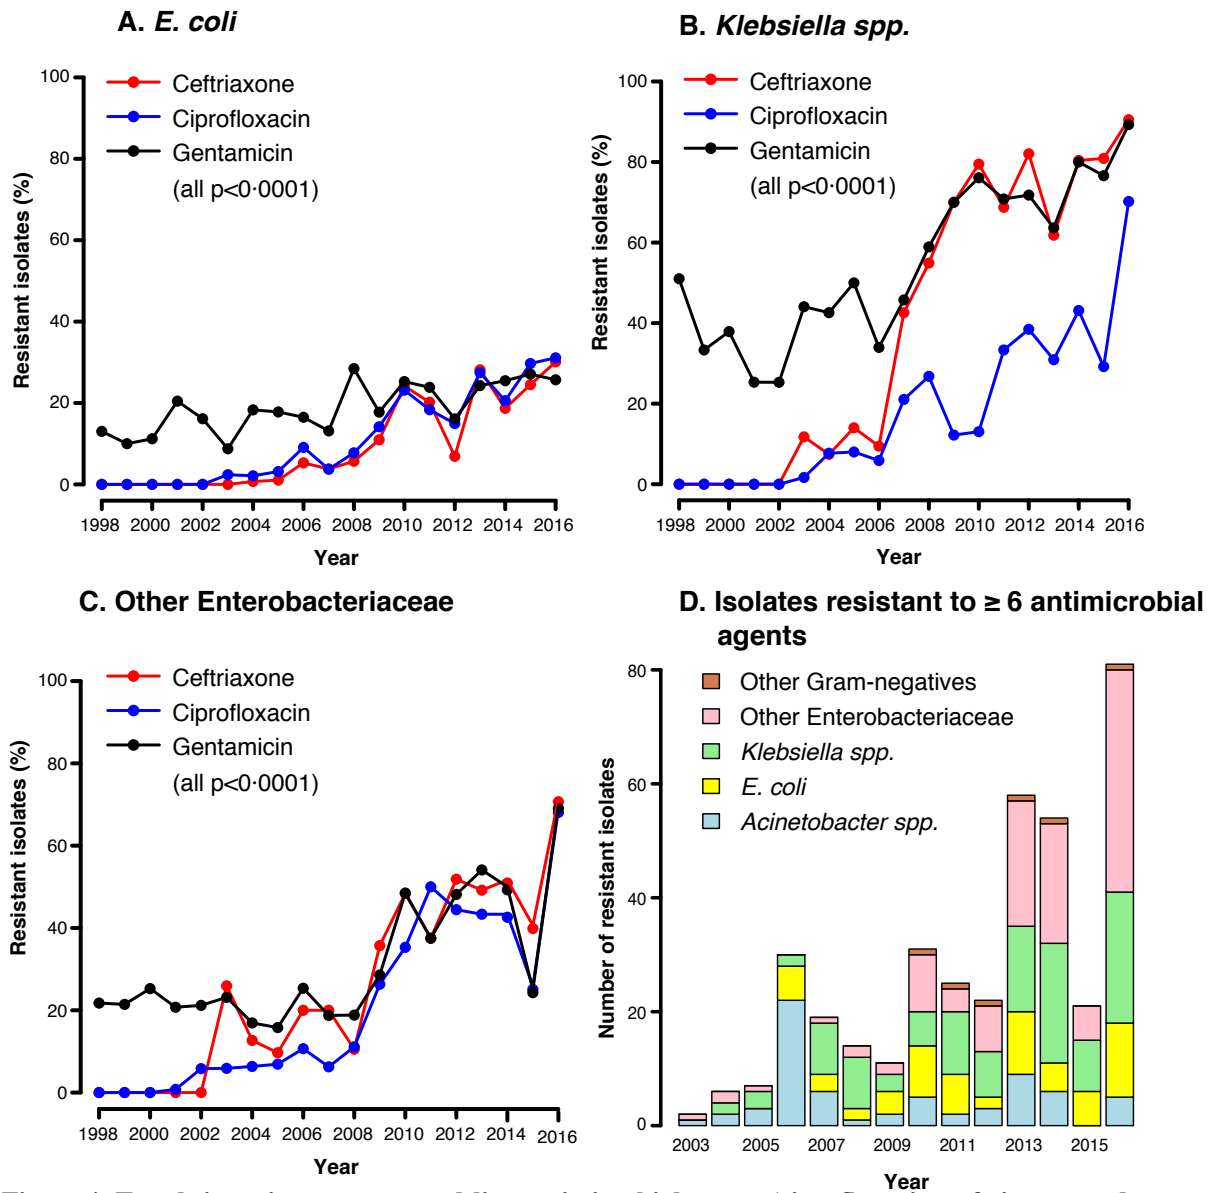 A. E. coli
100
80
60
40
20
0
Resistant isolates (%)
Ceftriaxone
Ciprofloxacin
Gentamicin
(all p<0·0001)
1998 2000 2002 2004 2006 2008 2010 2012 2014 2016
Year
B. Klebsiella spp.
100
80
60
40
20
0
Resistant isolates (%)
Ceftriaxone
Ciprofloxacin
Gentamicin
(all p<0·0001)
1998 2000 2002 2004 2006 2008 2010 2012 2014 2016
Year
C. Other Enterobacteriaceae
100
80
60
40
20
0
Resistant isolates (%)
Ceftriaxone
Ciprofloxacin
Gentamicin
(all p<0·0001)
1998 2000 2002 2004 2006 2008 2010 2012 2014 2016
Year
D. Isolates resistant to ≥ 6 antimicrobial
agents
80
60
40
20
0
Number of resistant isolates
Other Gram-negatives
Other Enterobacteriaceae
Klebsiella spp.
E. coli
Acinetobacter spp.
2003 2005 2007 2009 2011 2013 2015
Year